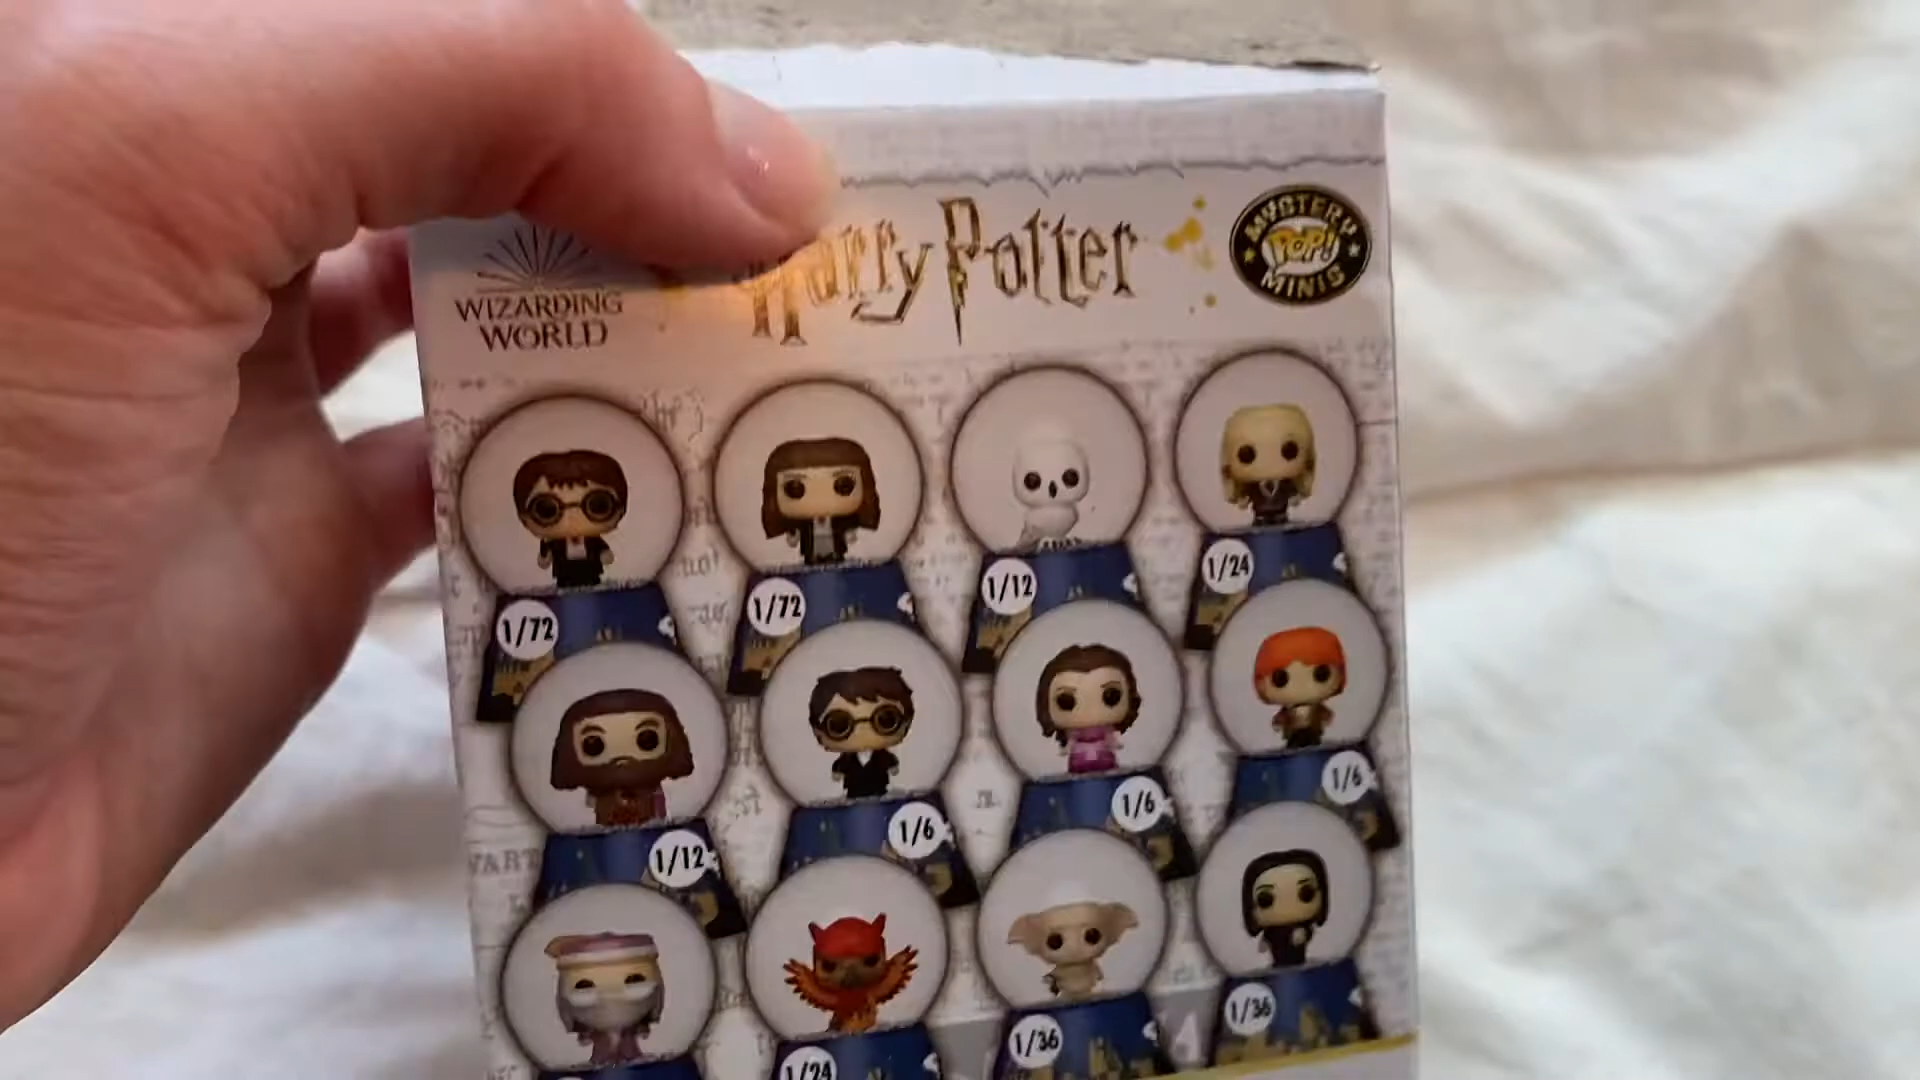 WIZARDING
WORLD
Harry Potter
MYSTERY
POP!
MINIS
1/72
1/72
1/12
1/24
1/12
1/6
1/6
1/6
1/24
1/36
1/36